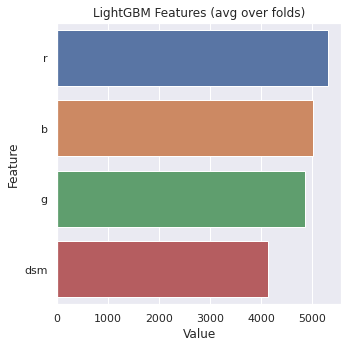 LightGBM Features (avg over folds)
r
b
g
dsm
Feature
0 1000 2000 3000 4000 5000
Value